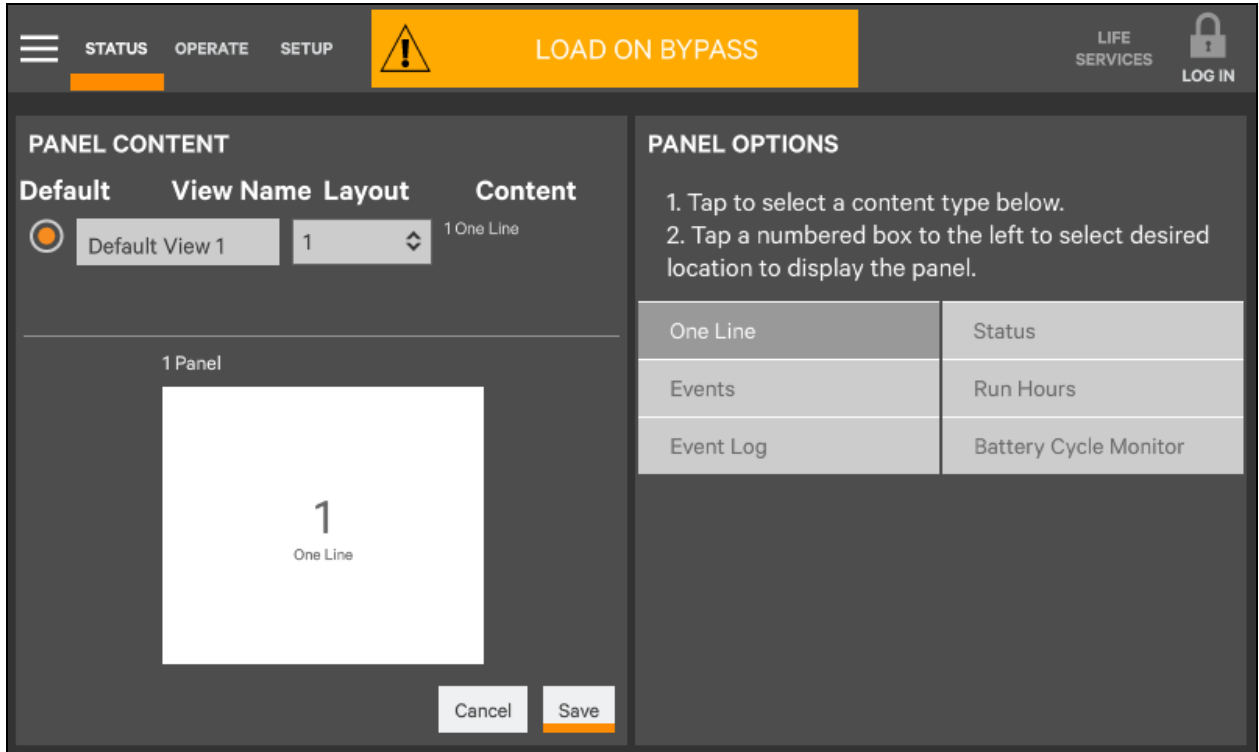 STATUS OPERATE SETUP
LOAD ON BYPASS
LIFE
SERVICES
LOG IN
PANEL CONTENT
Default View Name Layout Content
Default View 1 1 1 One Line
1 Panel
1
One Line
Cancel Save
PANEL OPTIONS
1. Tap to select a content type below.
2. Tap a numbered box to the left to select desired
location to display the panel.
One Line Status
Events Run Hours
Event Log Battery Cycle Monitor